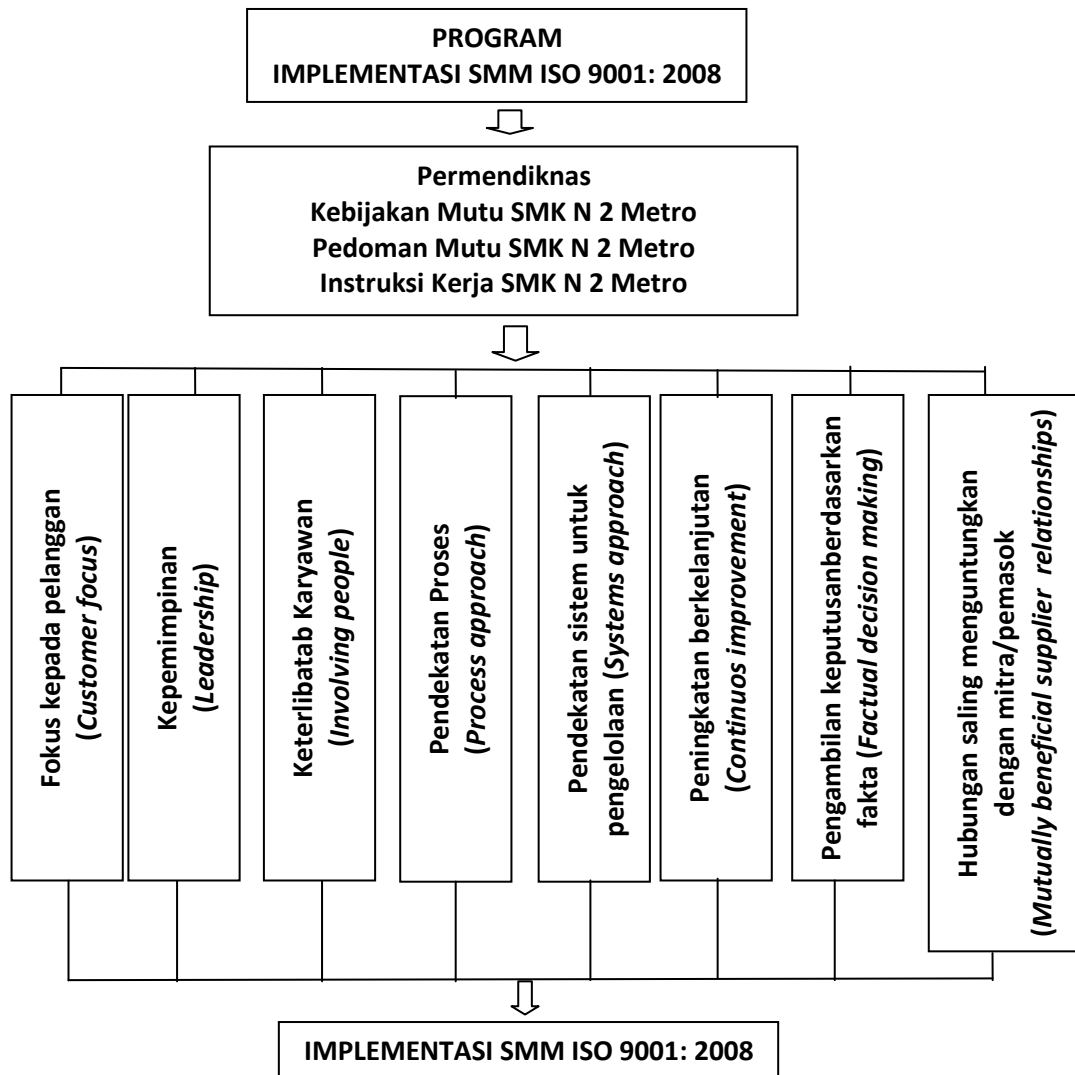 PROGRAM
IMPLEMENTASI SMM ISO 9001: 2008
Permendiknas
Kebijakan Mutu SMK N 2 Metro
Pedoman Mutu SMK N 2 Metro
Instruksi Kerja SMK N 2 Metro
Fokus kepada pelanggan
(Customer focus)
Kepemimpinan
(Leadership)
Keterlibatab Karyawan
(Involving people)
Pendekatan Proses
(Process approach)
Pendekatan sistem untuk
pengelolaan (Systems approach)
Peningkatan berkelanjutan
(Continuos improvement)
Pengambilan keputusanberdasarkan
fakta (Factual decision making)
Hubungan saling menguntungkan
dengan mitra/pemasok
(Mutually beneficial supplier relationships)
IMPLEMENTASI SMM ISO 9001: 2008